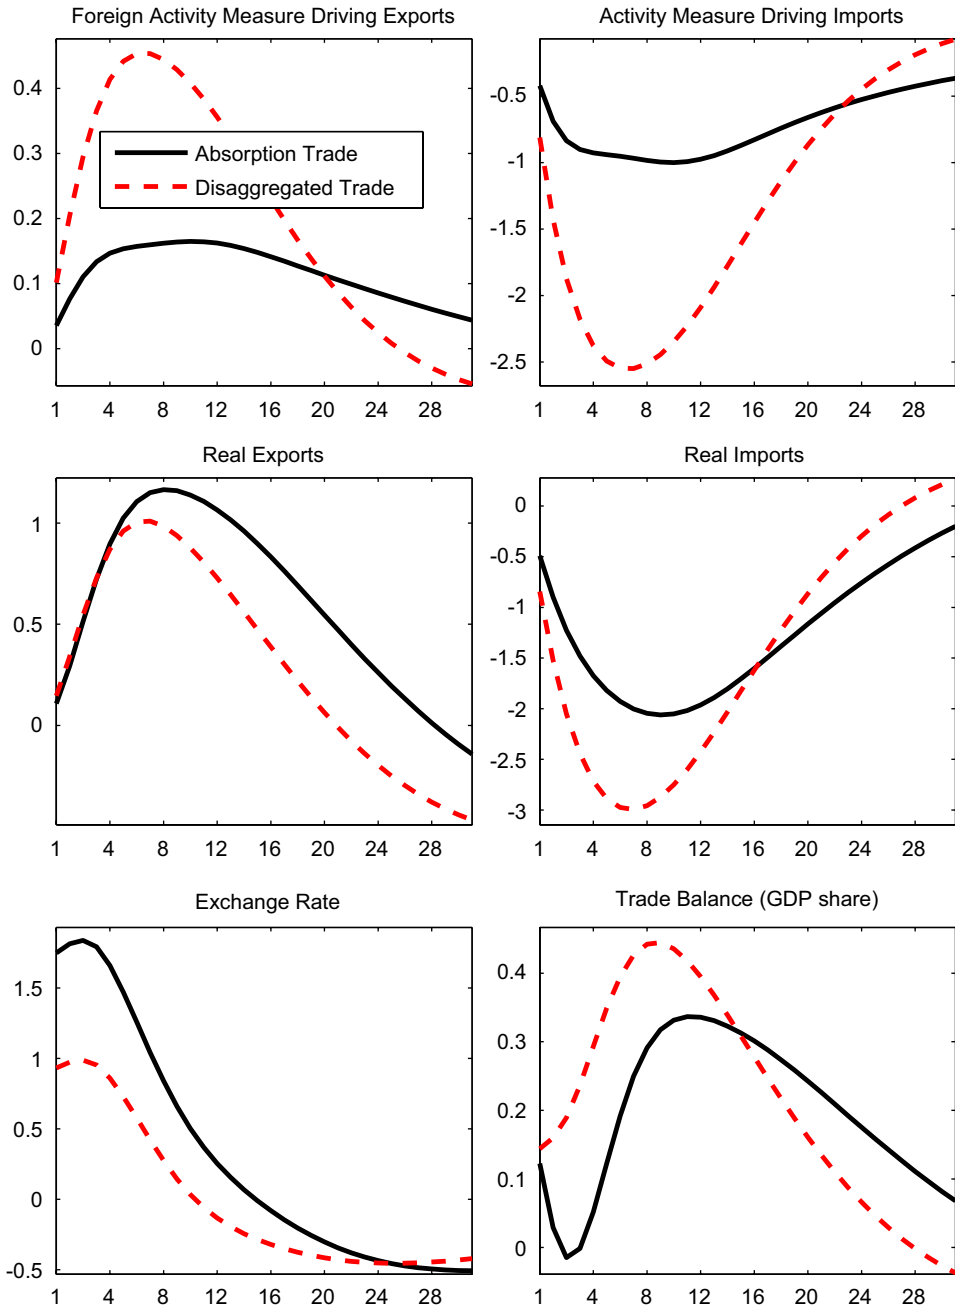 Foreign Activity Measure Driving Exports
0.4
0.3
0.2
0.1
0
Absorption Trade
Disaggregated Trade
1 4 8 12 16 20 24 28
Activity Measure Driving Imports
-0.5
-1
-1.5
-2
-2.5
1 4 8 12 16 20 24 28
Real Exports
1
0.5
0
1 4 8 12 16 20 24 28
Real Imports
0
-0.5
-1
-1.5
-2
-2.5
-3
1 4 8 12 16 20 24 28
Exchange Rate
1.5
1
0.5
0
-0.5
1 4 8 12 16 20 24 28
Trade Balance (GDP share)
0.4
0.3
0.2
0.1
0
1 4 8 12 16 20 24 28